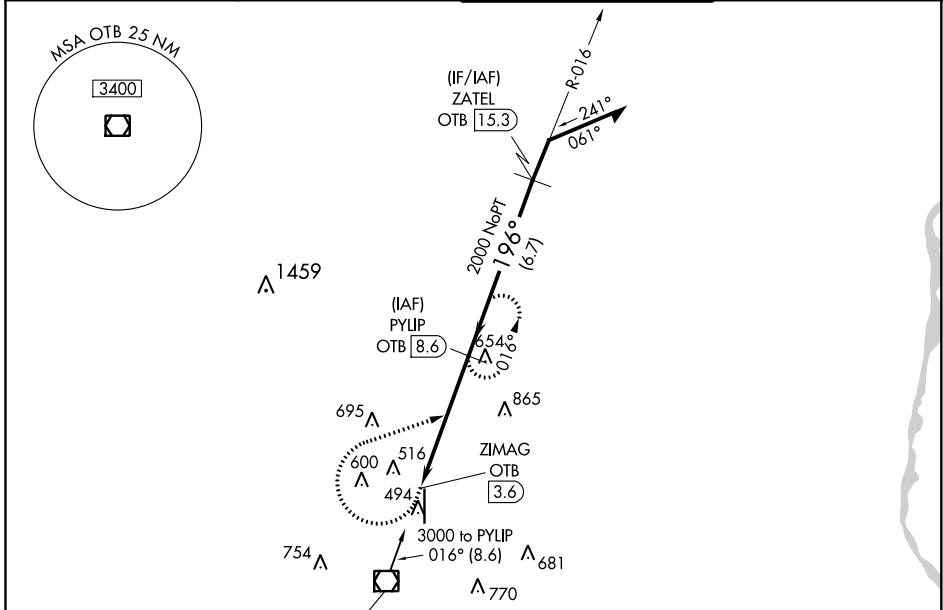 MSA OTB 25 NM
3400
R-016
(IF/IAF)
ZATEL
OTB 15.3
241°
061°
2000 NoPT
196°
(6.7)
1459
(IAF)
PYLIP
OTB 8.6
654
016°
865
695
ZIMAG
OTB
3.6
516
600
494
3000 to PYLIP
016° (8.6)
754
681
770